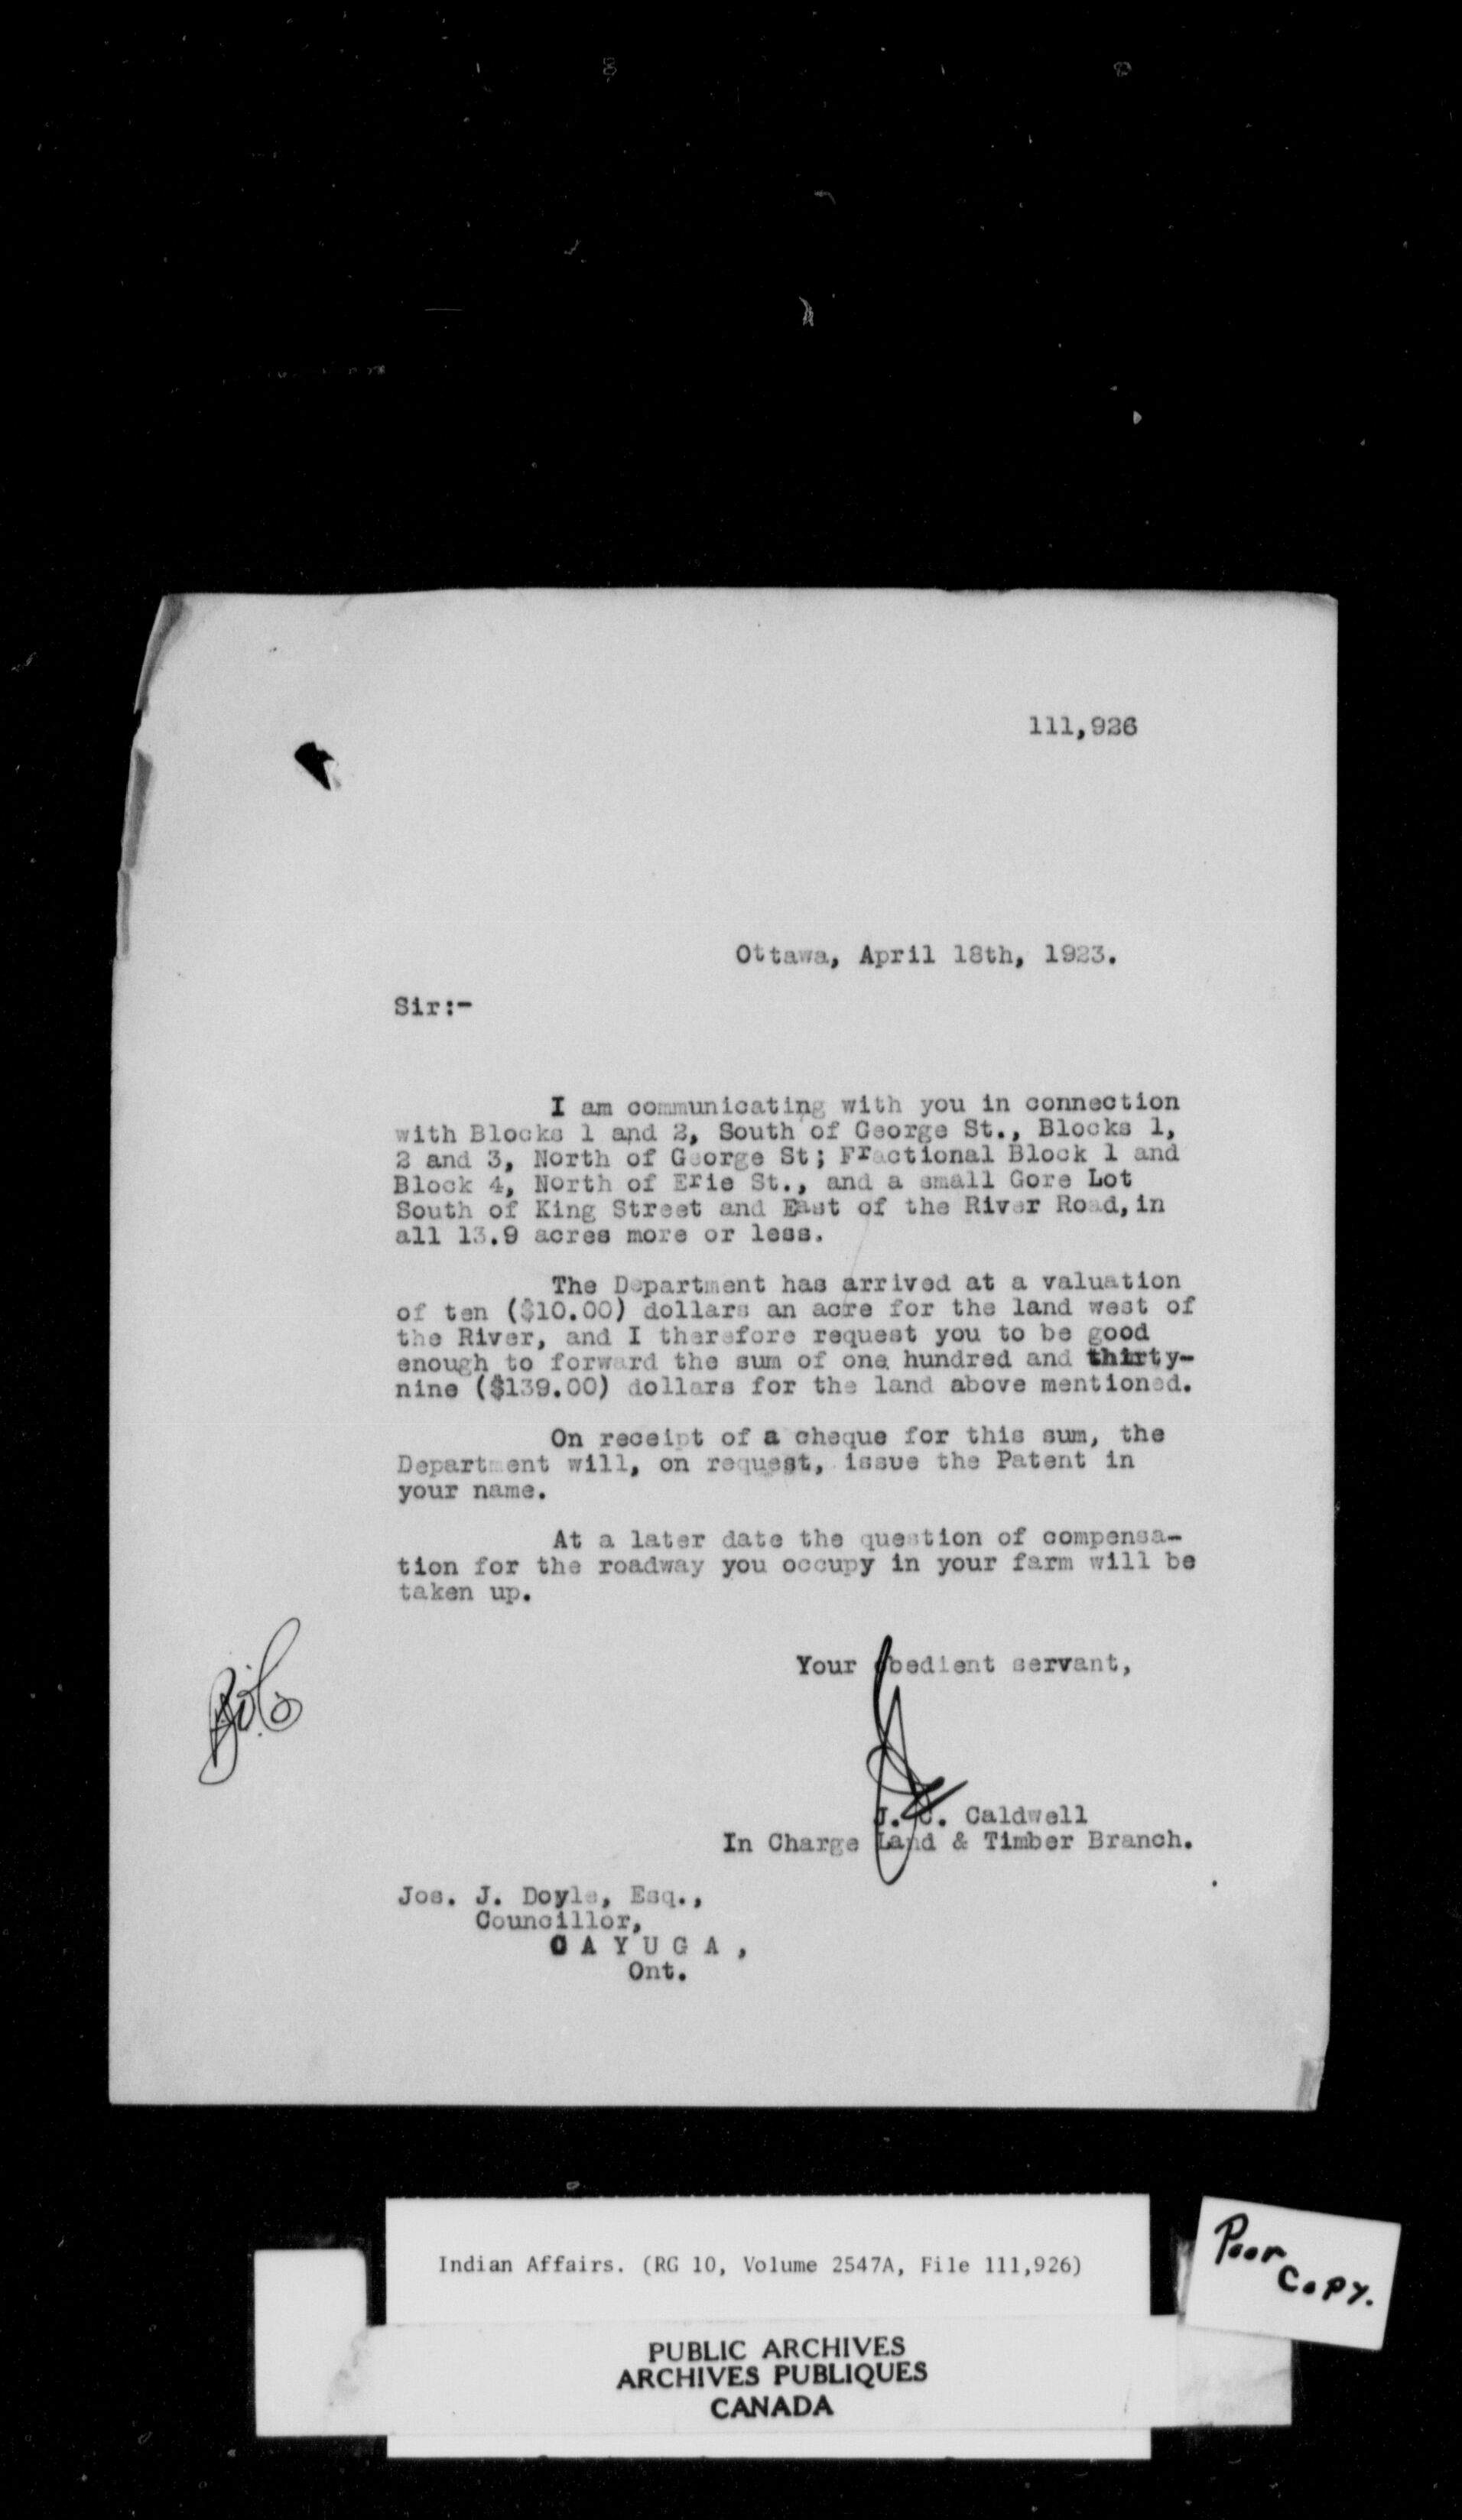 111,926
Ottawa, April 18th, 1923.
Sir:-
I am communicating with you in connection
with Blocks 1 and 2, South of George St., Blocks 1,
2 and 3, North of George St; Fractional Block 1 and
Block 4, North of Erie St., and a small Gore Lot
South of King Street and East of the River Road, in
all 13.9 acres more or less.
The Department has arrived at a valuation
of ten ($10.00) dollars an acre for the land west of
the River, and I therefore request you to be good
enough to forward the sum of one hundred and thirty-
nine ($139.00) dollars for the land above mentioned.
On receipt of a cheque for this sum, the
Department will, on request, issue the Patent in
your name.
At a later date the question of compensa-
tion for the roadway you occupy in your farm will be
taken up.
Your obedient servant,
J. C. Caldwell
In Charge Land & Timber Branch.
Jos. J. Doyle, Esq.,
Councillor,
CAYUGA,
Ont.
Indian Affairs. (RG 10, Volume 2547A, File 111,926)
Poor
Copy.
PUBLIC ARCHIVES
ARCHIVES PUBLIQUES
CANADA